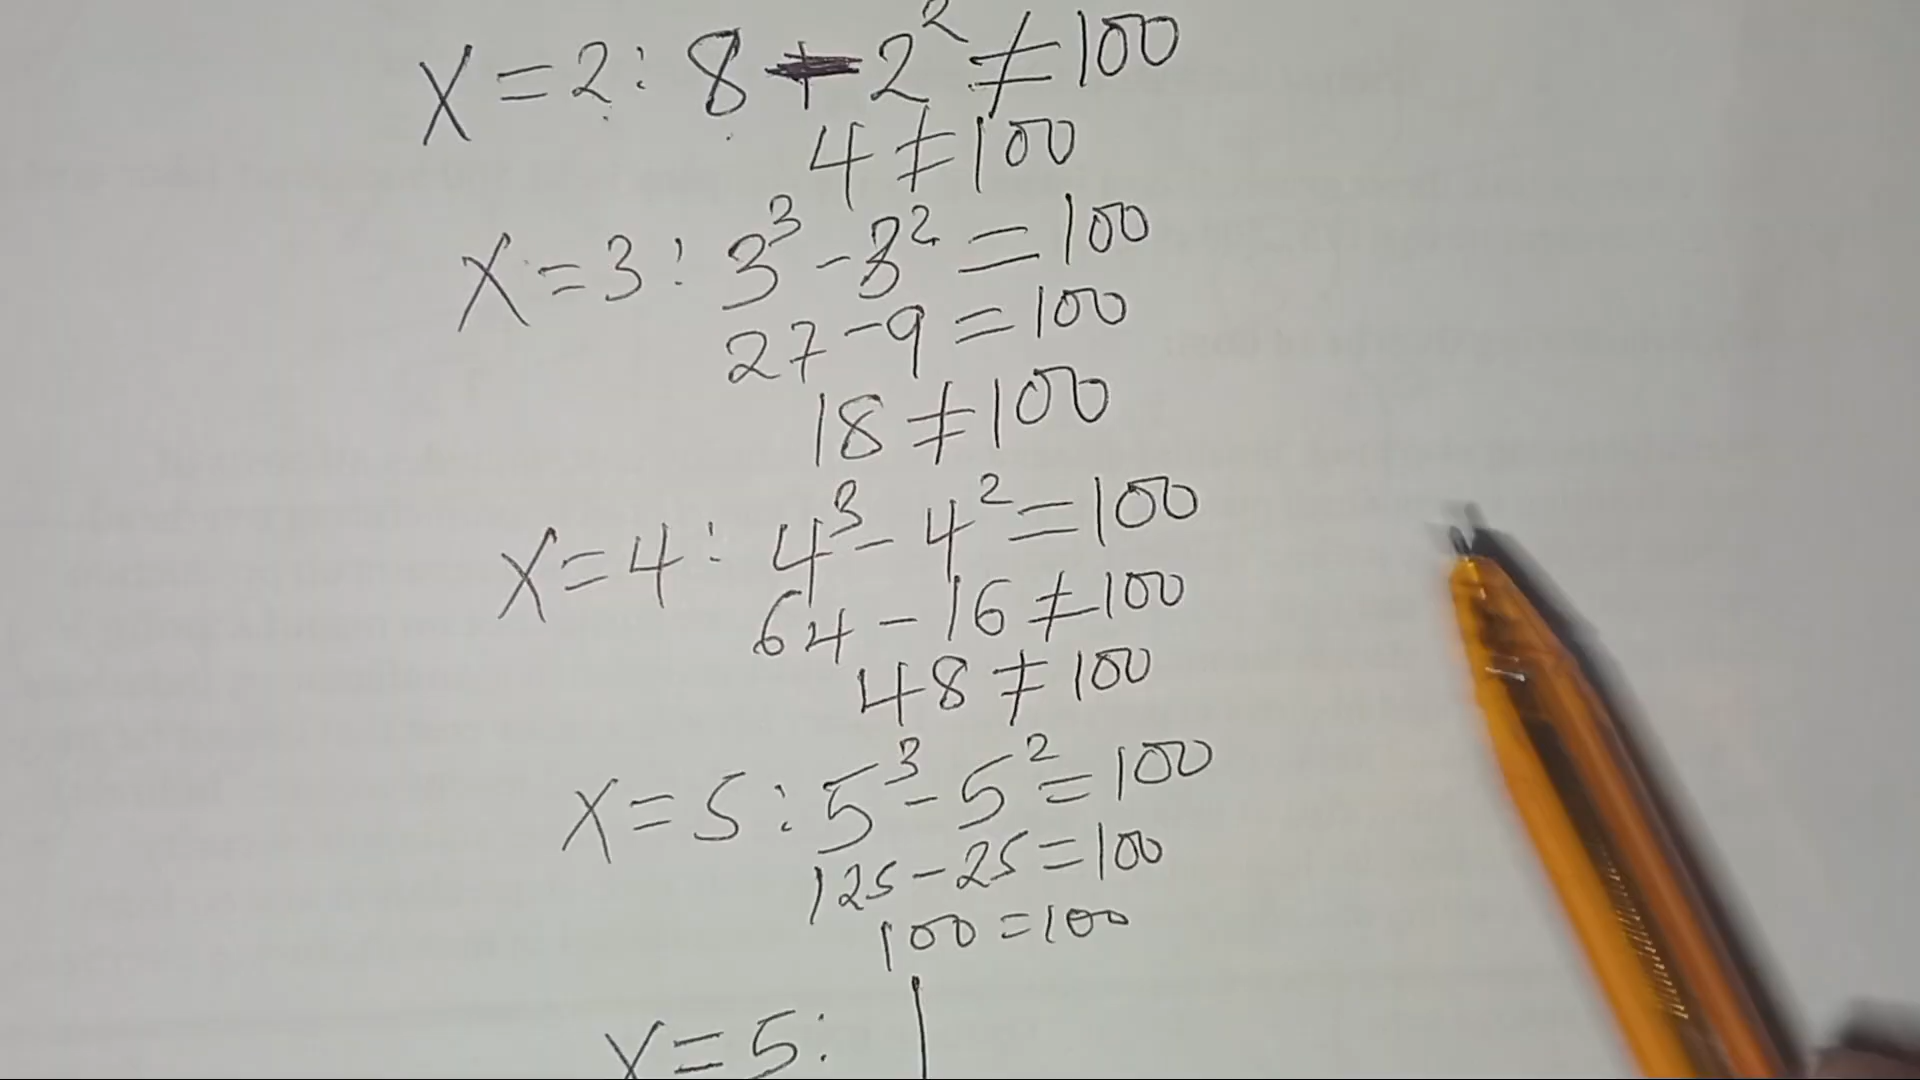 X = 2 : 8 - 2² ≠ 100
4 ≠ 100
X = 3 : 3³ - 3² = 100
27 - 9 = 100
18 ≠ 100
X = 4 : 4³ - 4² = 100
64 - 16 ≠ 100
48 ≠ 100
X = 5 : 5³ - 5² = 100
125 - 25 = 100
100 = 100
X = 5 :